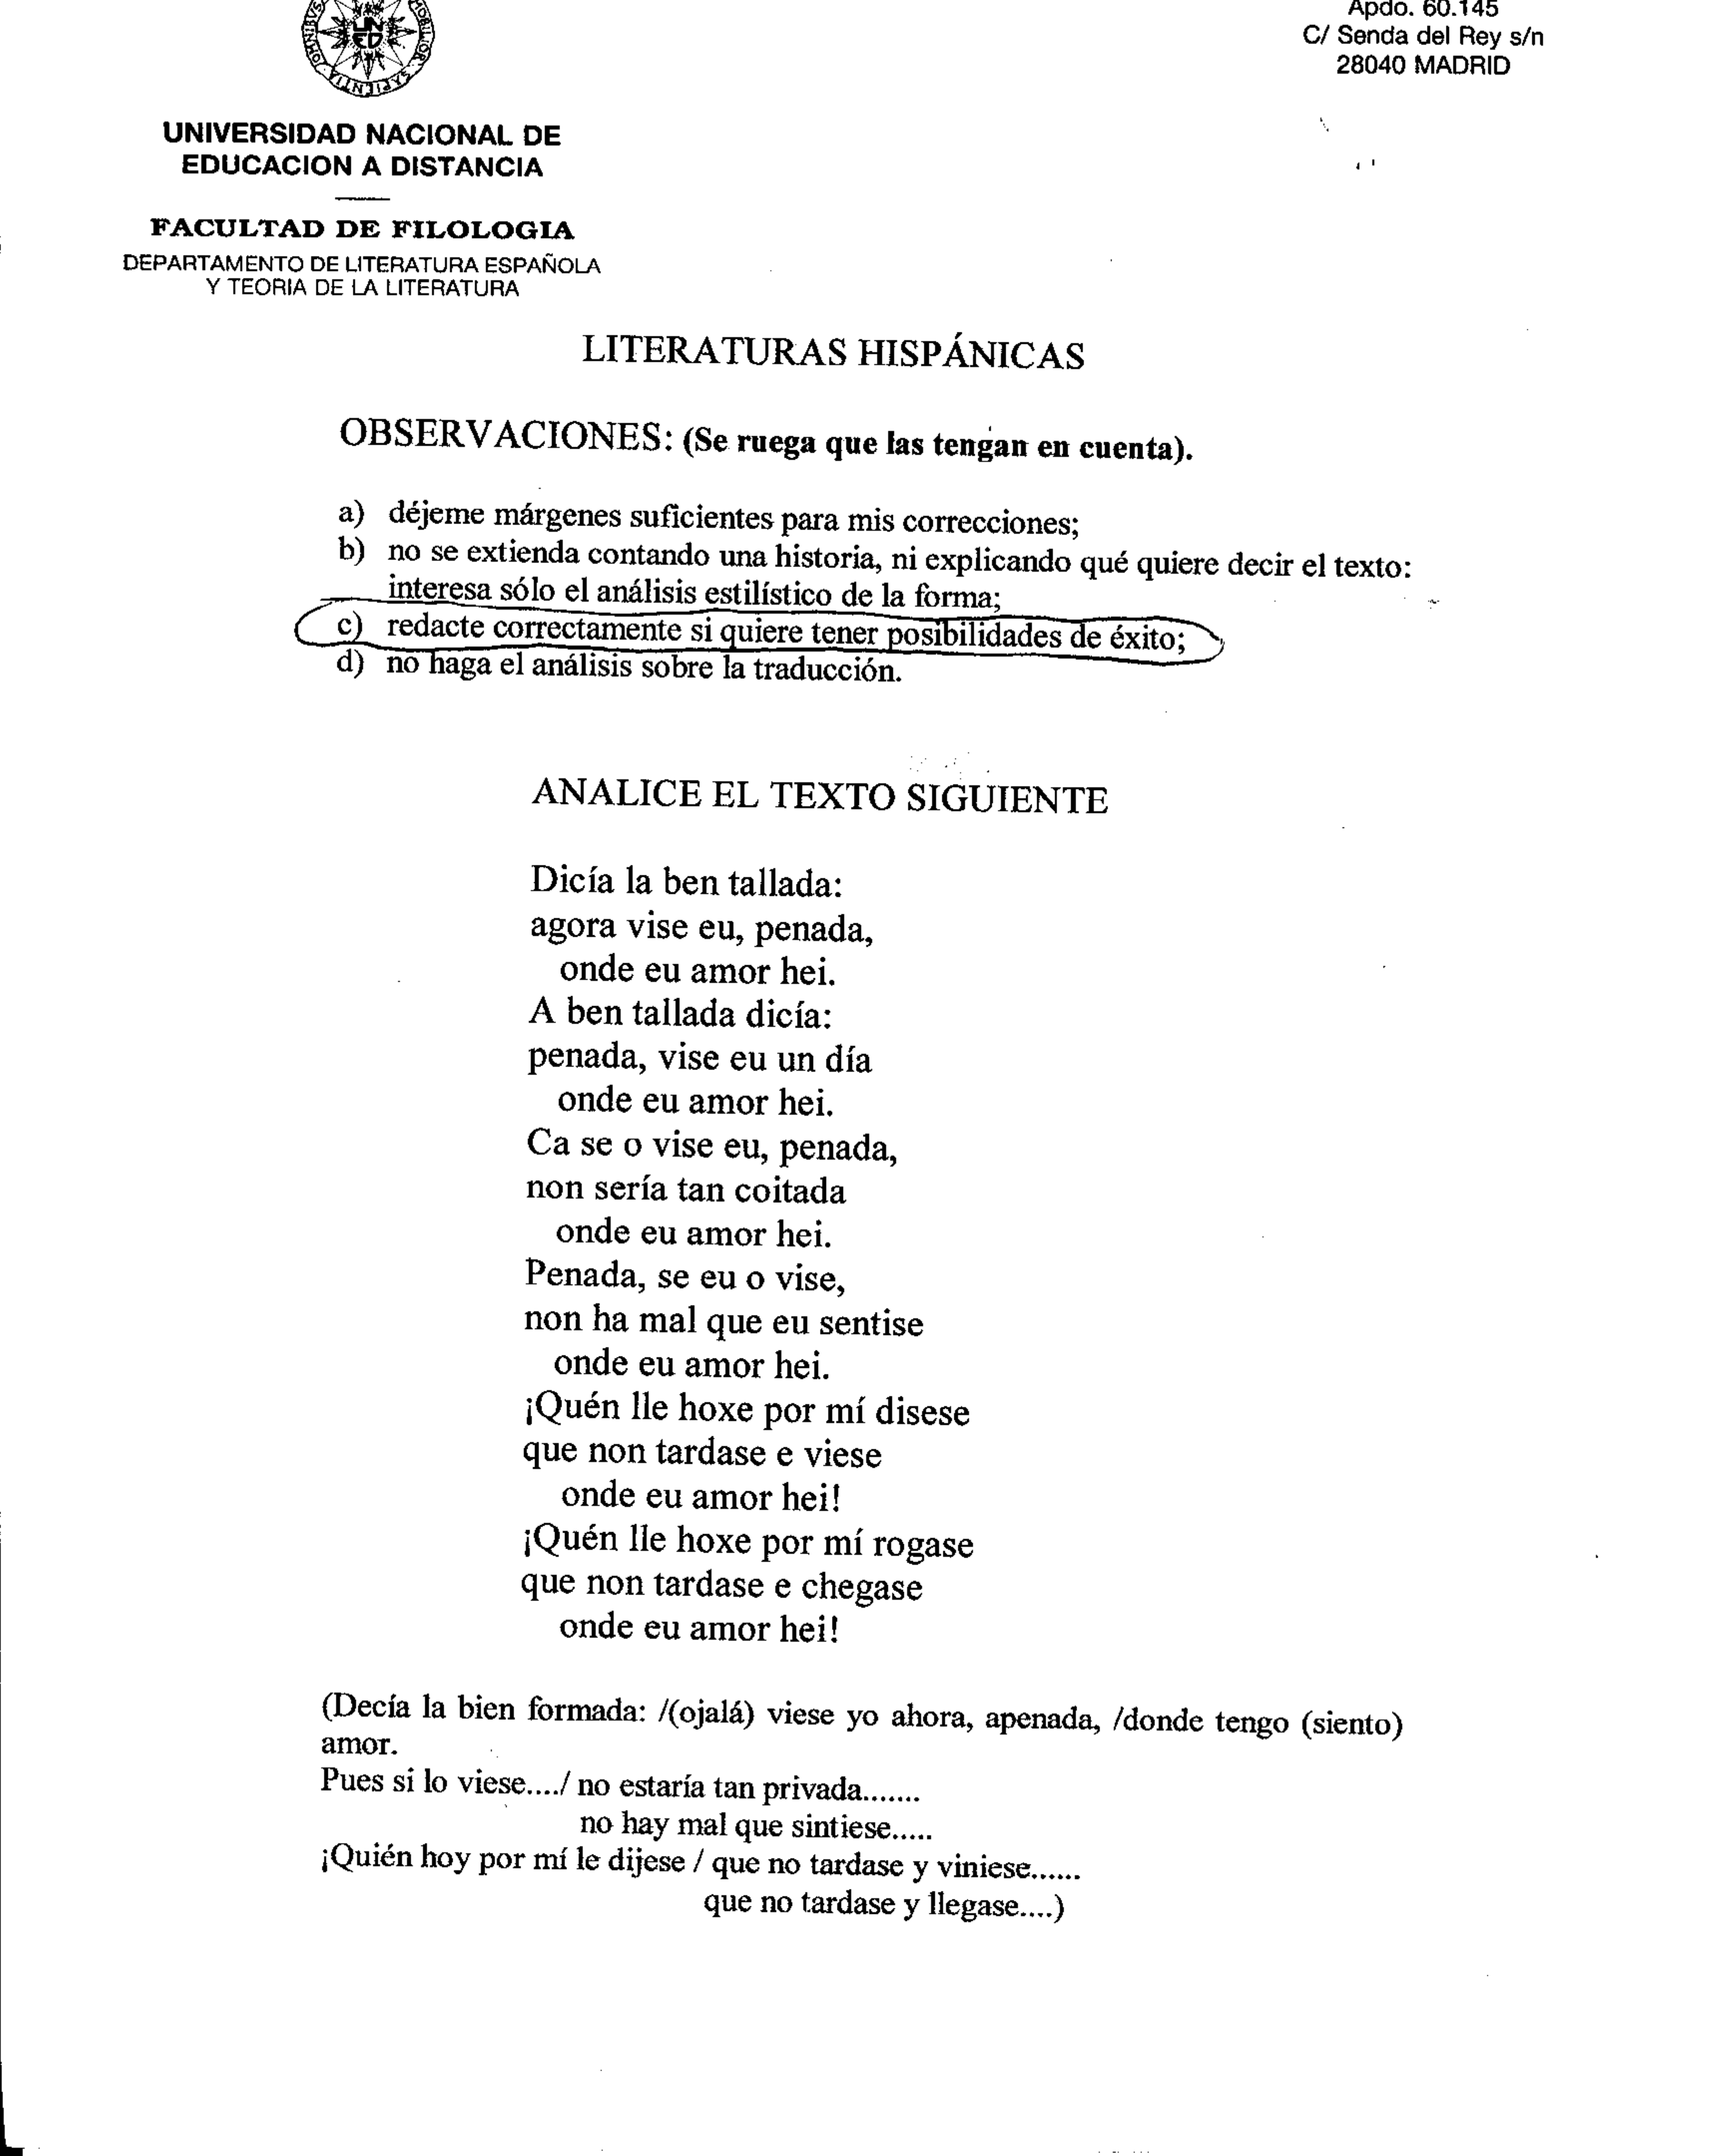 OMNIBVS MOBILIOR SAPIENTIA
UNED
Apdo. 60.145
C/ Senda del Rey s/n
28040 MADRID
UNIVERSIDAD NACIONAL DE
EDUCACION A DISTANCIA
FACULTAD DE FILOLOGIA
DEPARTAMENTO DE LITERATURA ESPAÑOLA
Y TEORIA DE LA LITERATURA
LITERATURAS HISPÁNICAS
OBSERVACIONES: (Se ruega que las tengan en cuenta).
a) déjeme márgenes suficientes para mis correcciones;
b) no se extienda contando una historia, ni explicando qué quiere decir el texto:
interesa sólo el análisis estilístico de la forma;
c) redacte correctamente si quiere tener posibilidades de éxito;
d) no haga el análisis sobre la traducción.
ANALICE EL TEXTO SIGUIENTE
Dicía la ben tallada:
agora vise eu, penada,
onde eu amor hei.
A ben tallada dicía:
penada, vise eu un día
onde eu amor hei.
Ca se o vise eu, penada,
non sería tan coitada
onde eu amor hei.
Penada, se eu o vise,
non ha mal que eu sentise
onde eu amor hei.
¡Quén lle hoxe por mí disese
que non tardase e viese
onde eu amor hei!
¡Quén lle hoxe por mí rogase
que non tardase e chegase
onde eu amor hei!
(Decía la bien formada: /(ojalá) viese yo ahora, apenada, /donde tengo (siento)
amor.
Pues si lo viese..../ no estaría tan privada.......
no hay mal que sintiese.....
¡Quién hoy por mí le dijese / que no tardase y viniese......
que no tardase y llegase....)